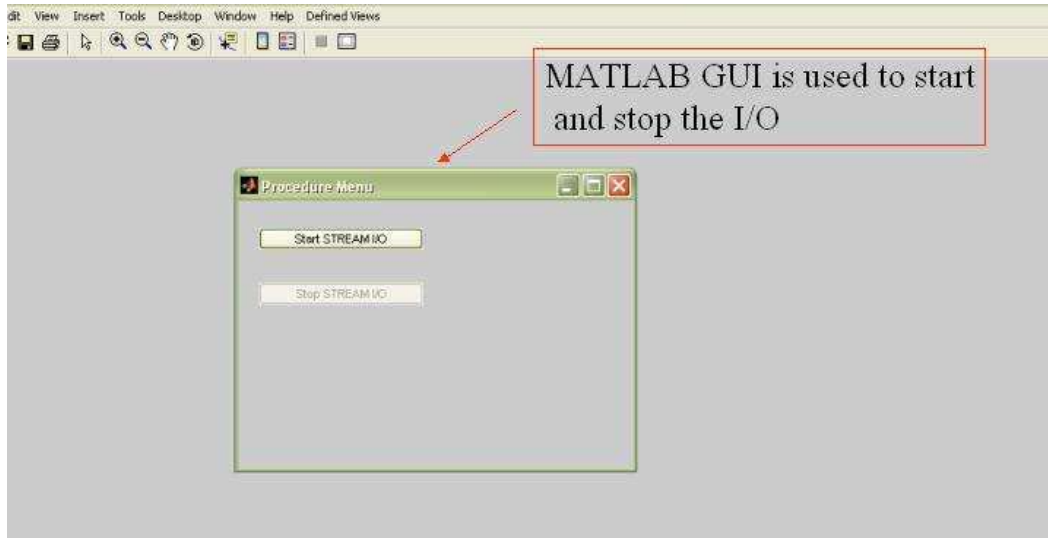 dit View Insert Tools Desktop Window Help Defined Views
MATLAB GUI is used to start
and stop the I/O
Procedure Menu
Start STREAM I/O
Stop STREAM I/O